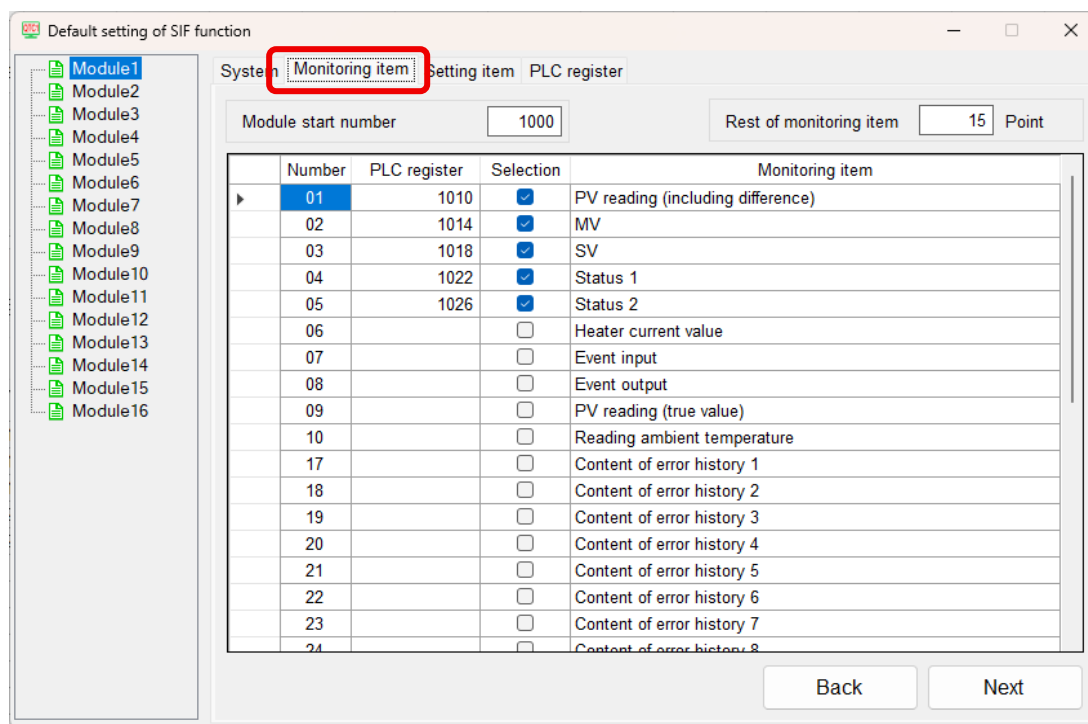 Default setting of SIF function
Module1
Module2
Module3
Module4
Module5
Module6
Module7
Module8
Module9
Module10
Module11
Module12
Module13
Module14
Module15
Module16
System Monitoring item Setting item PLC register
Module start number 1000 Rest of monitoring item 15 Point
Number PLC register Selection Monitoring item
01 1010 PV reading (including difference)
02 1014 MV
03 1018 SV
04 1022 Status 1
05 1026 Status 2
06 Heater current value
07 Event input
08 Event output
09 PV reading (true value)
10 Reading ambient temperature
17 Content of error history 1
18 Content of error history 2
19 Content of error history 3
20 Content of error history 4
21 Content of error history 5
22 Content of error history 6
23 Content of error history 7
24 Content of error history 8
Back Next